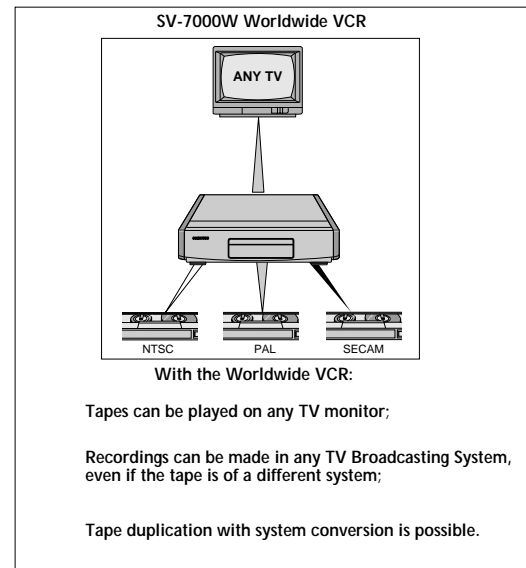 SV-7000W Worldwide VCR
ANY TV
NTSC PAL SECAM
With the Worldwide VCR:
Tapes can be played on any TV monitor;
Recordings can be made in any TV Broadcasting System,
even if the tape is of a different system;
Tape duplication with system conversion is possible.